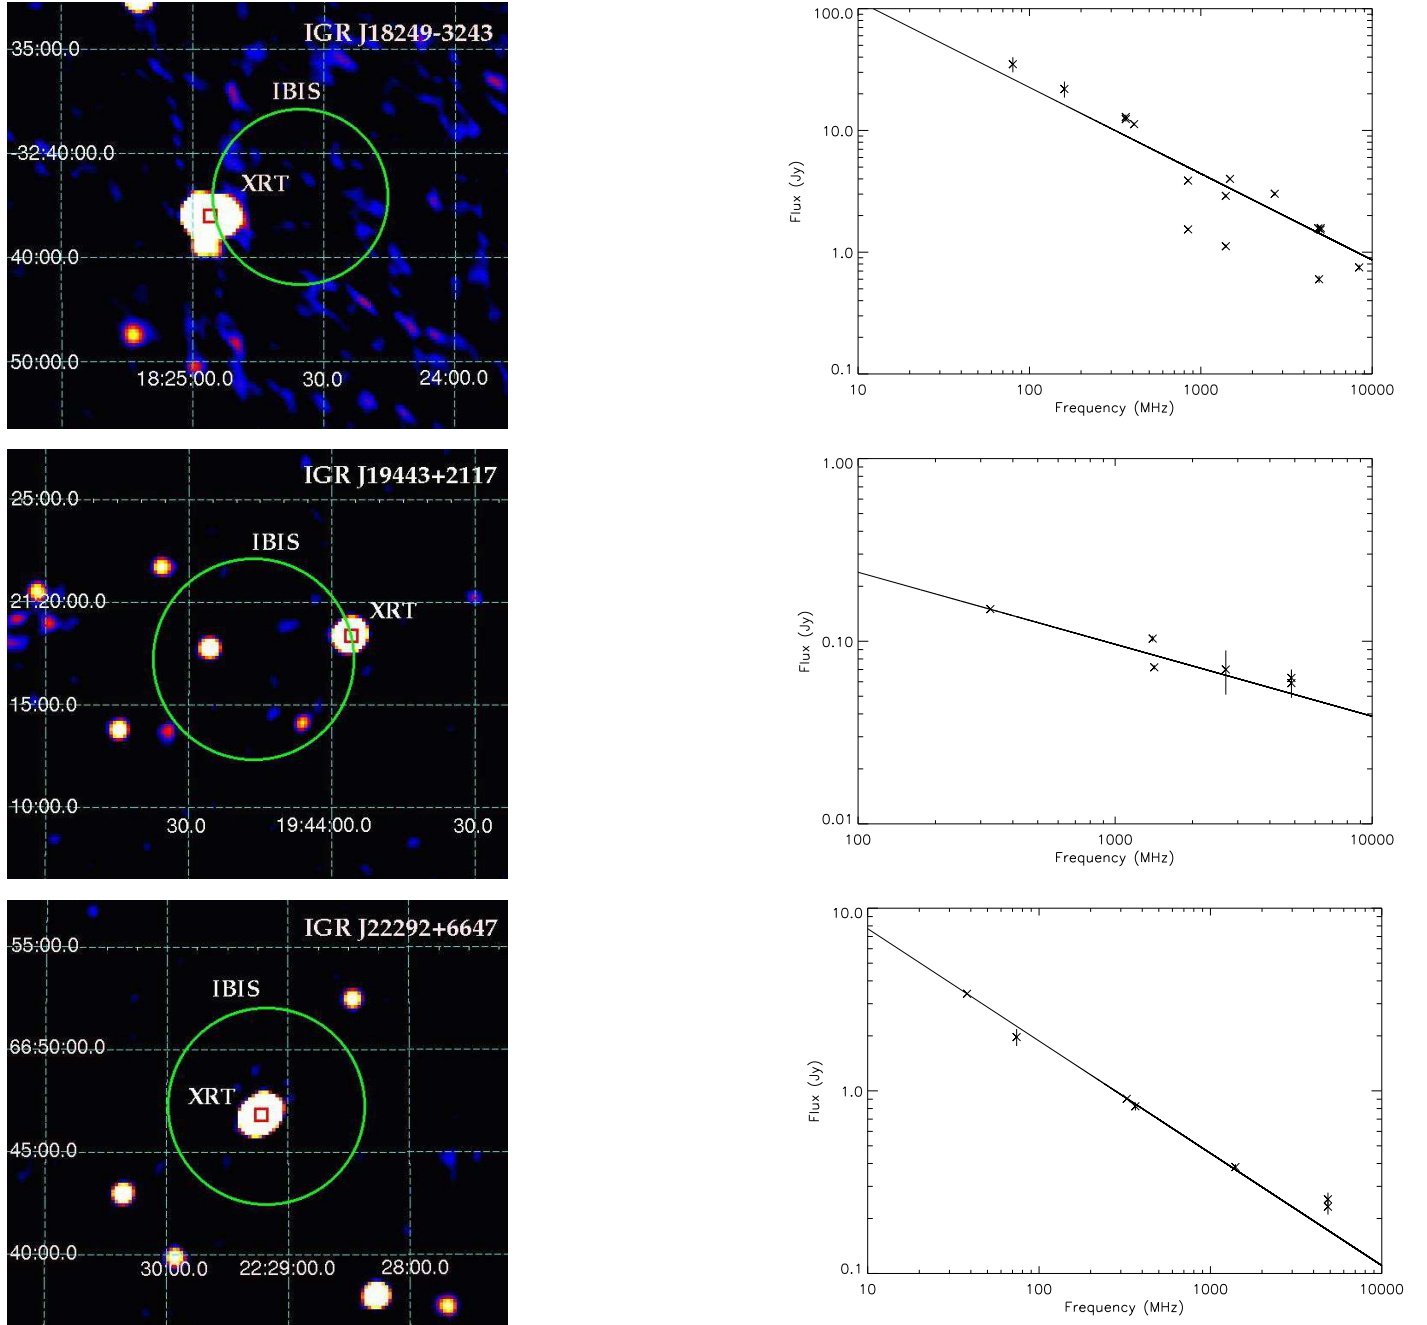 IGR J18249-3243
35:00.0
IBIS
-32:40:00.0
XRT
40:00.0
50:00.0
18:25:00.0 30.0 24:00.0
100.0
10.0
1.0
0.1
Flux (Jy)
10 100 1000 10000
Frequency (MHz)
IGR J19443+2117
25:00.0
IBIS
21:20:00.0
XRT
15:00.0
10:00.0
30.0 19:44:00.0 30.0
1.00
0.10
0.01
Flux (Jy)
100 1000 10000
Frequency (MHz)
IGR J22292+6647
55:00.0
IBIS
66:50:00.0
XRT
45:00.0
40:00.0
30:00.0 22:29:00.0 28:00.0
10.0
1.0
0.1
Flux (Jy)
10 100 1000 10000
Frequency (MHz)